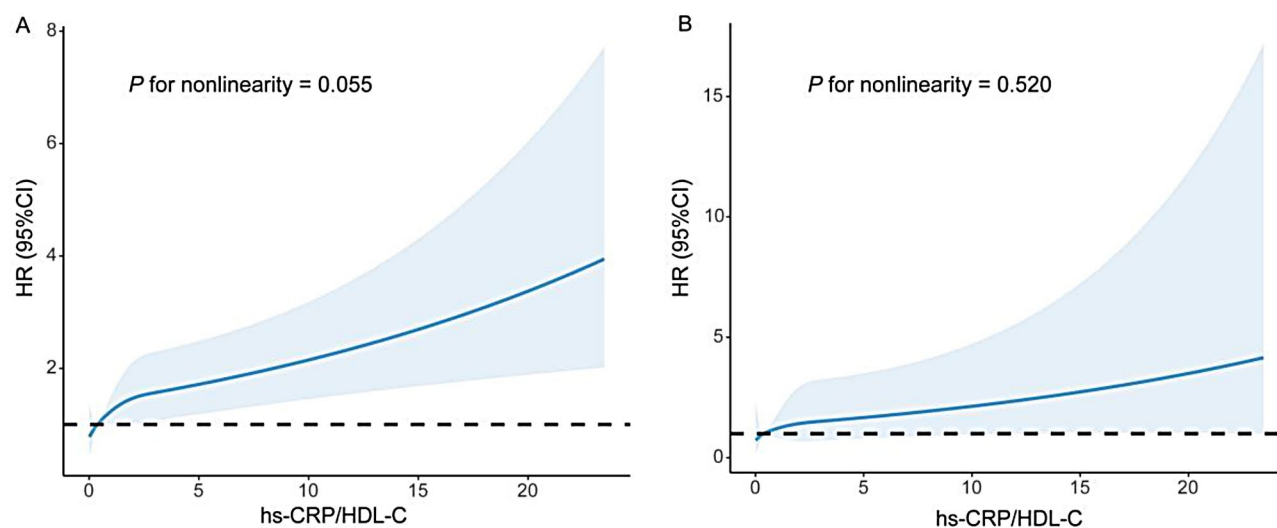 A
P for nonlinearity = 0.055
HR (95%CI)
8
6
4
2
0 5 10 15 20
hs-CRP/HDL-C
B
P for nonlinearity = 0.520
HR (95%CI)
15
10
5
0
0 5 10 15 20
hs-CRP/HDL-C